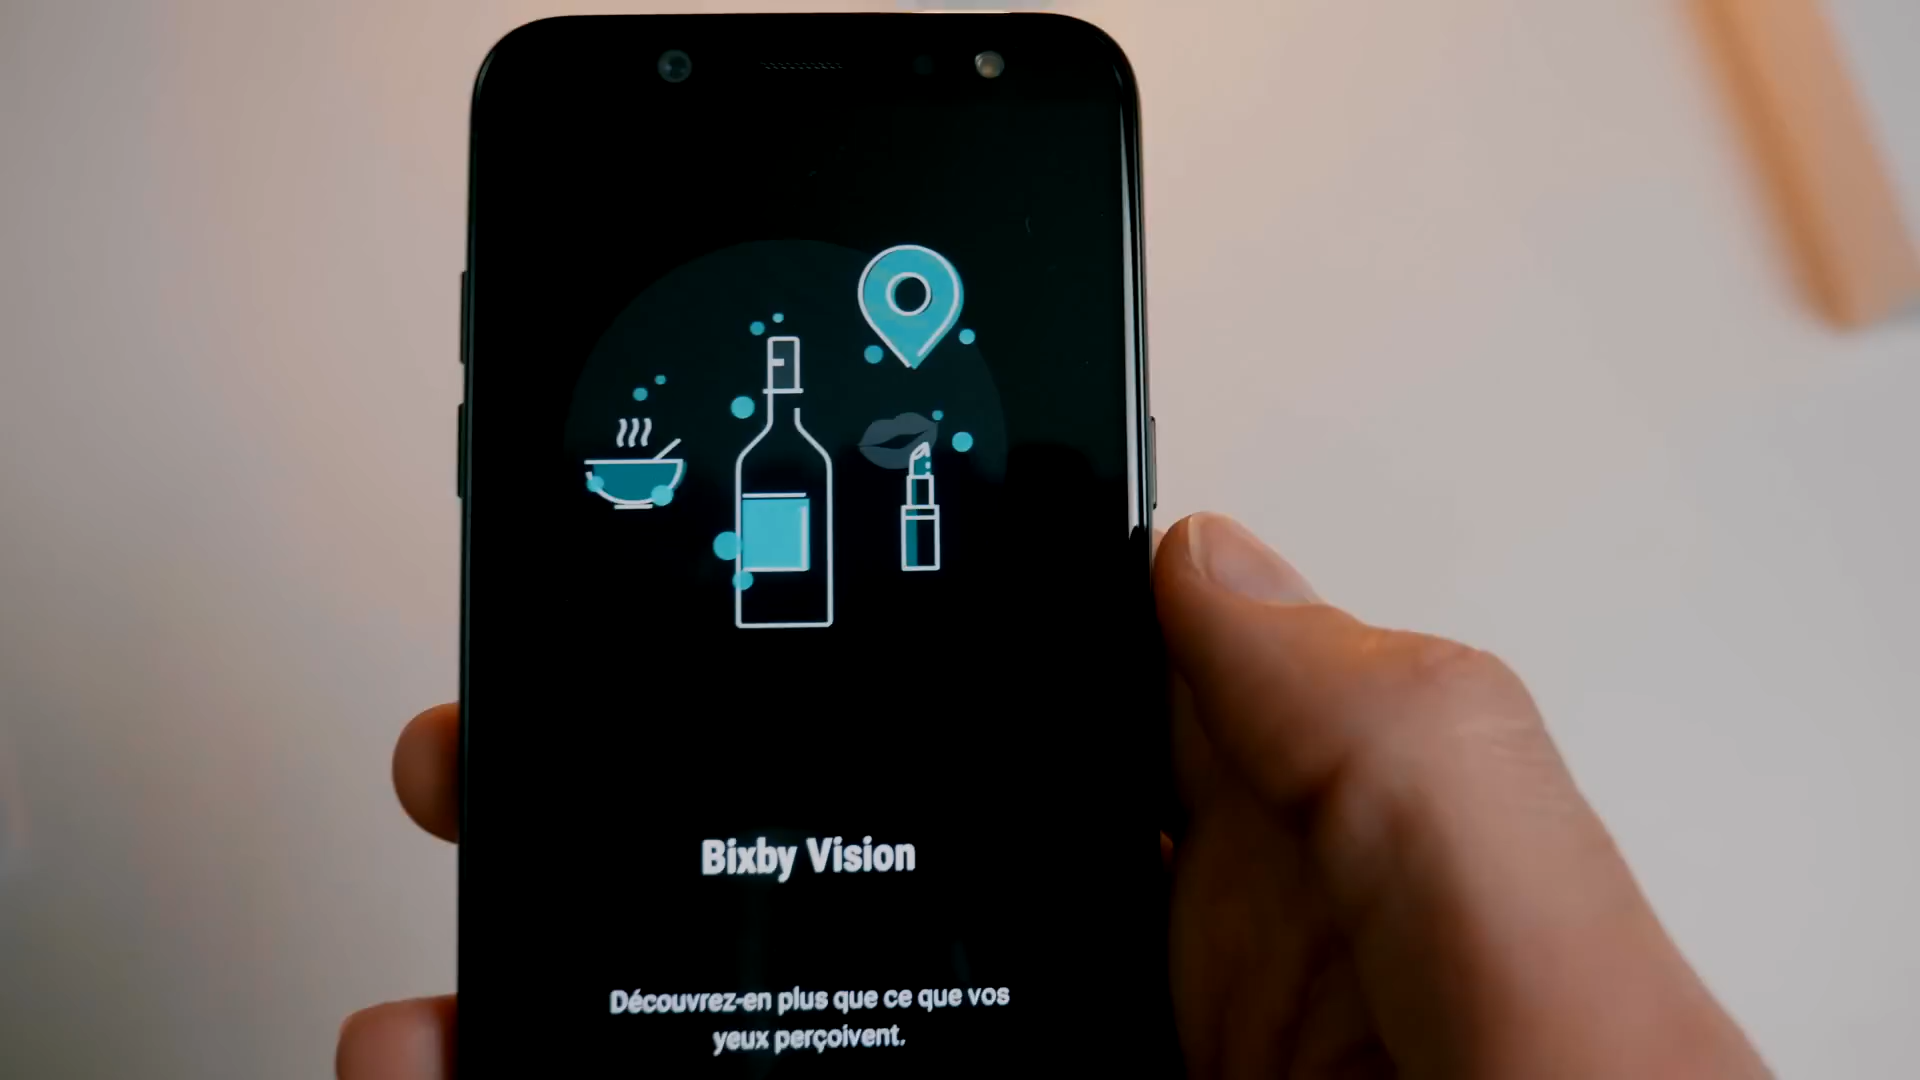 Bixby Vision
Découvrez-en plus que ce que vos
yeux perçoivent.